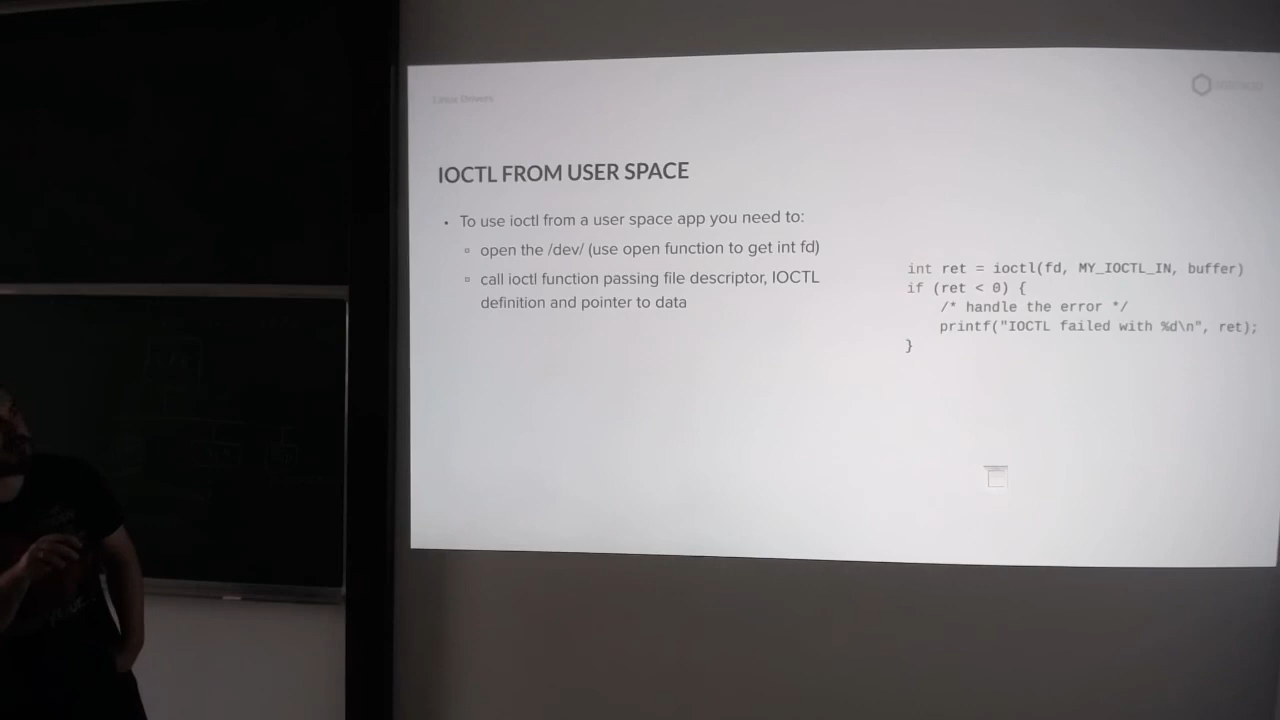 Linux Drivers
IOCTL FROM USER SPACE
• To use ioctl from a user space app you need to:
▫ open the /dev/ (use open function to get int fd)
▫ call ioctl function passing file descriptor, IOCTL
definition and pointer to data
int ret = ioctl(fd, MY_IOCTL_IN, buffer)
if (ret < 0) {
/* handle the error */
printf("IOCTL failed with %d\n", ret);
}